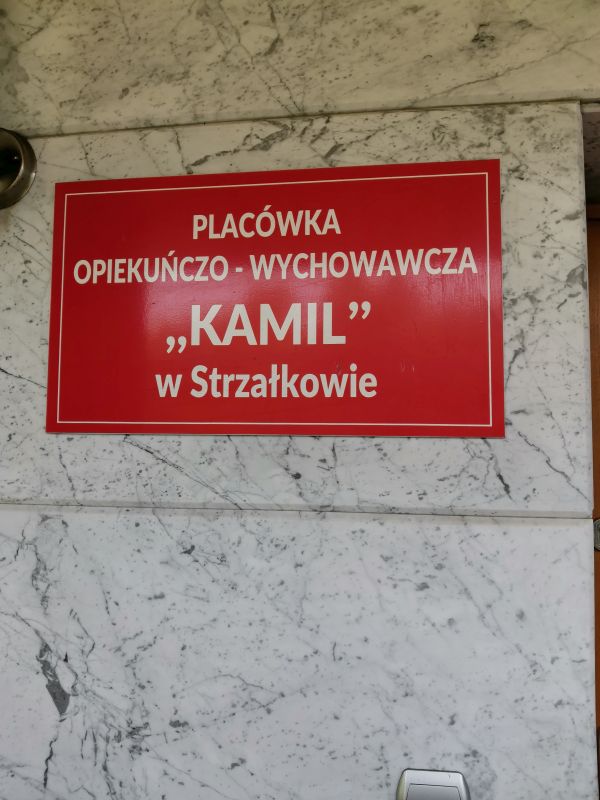 PLACÓWKA
OPIEKUŃCZO - WYCHOWAWCZA
„KAMIL”
w Strzałkowie